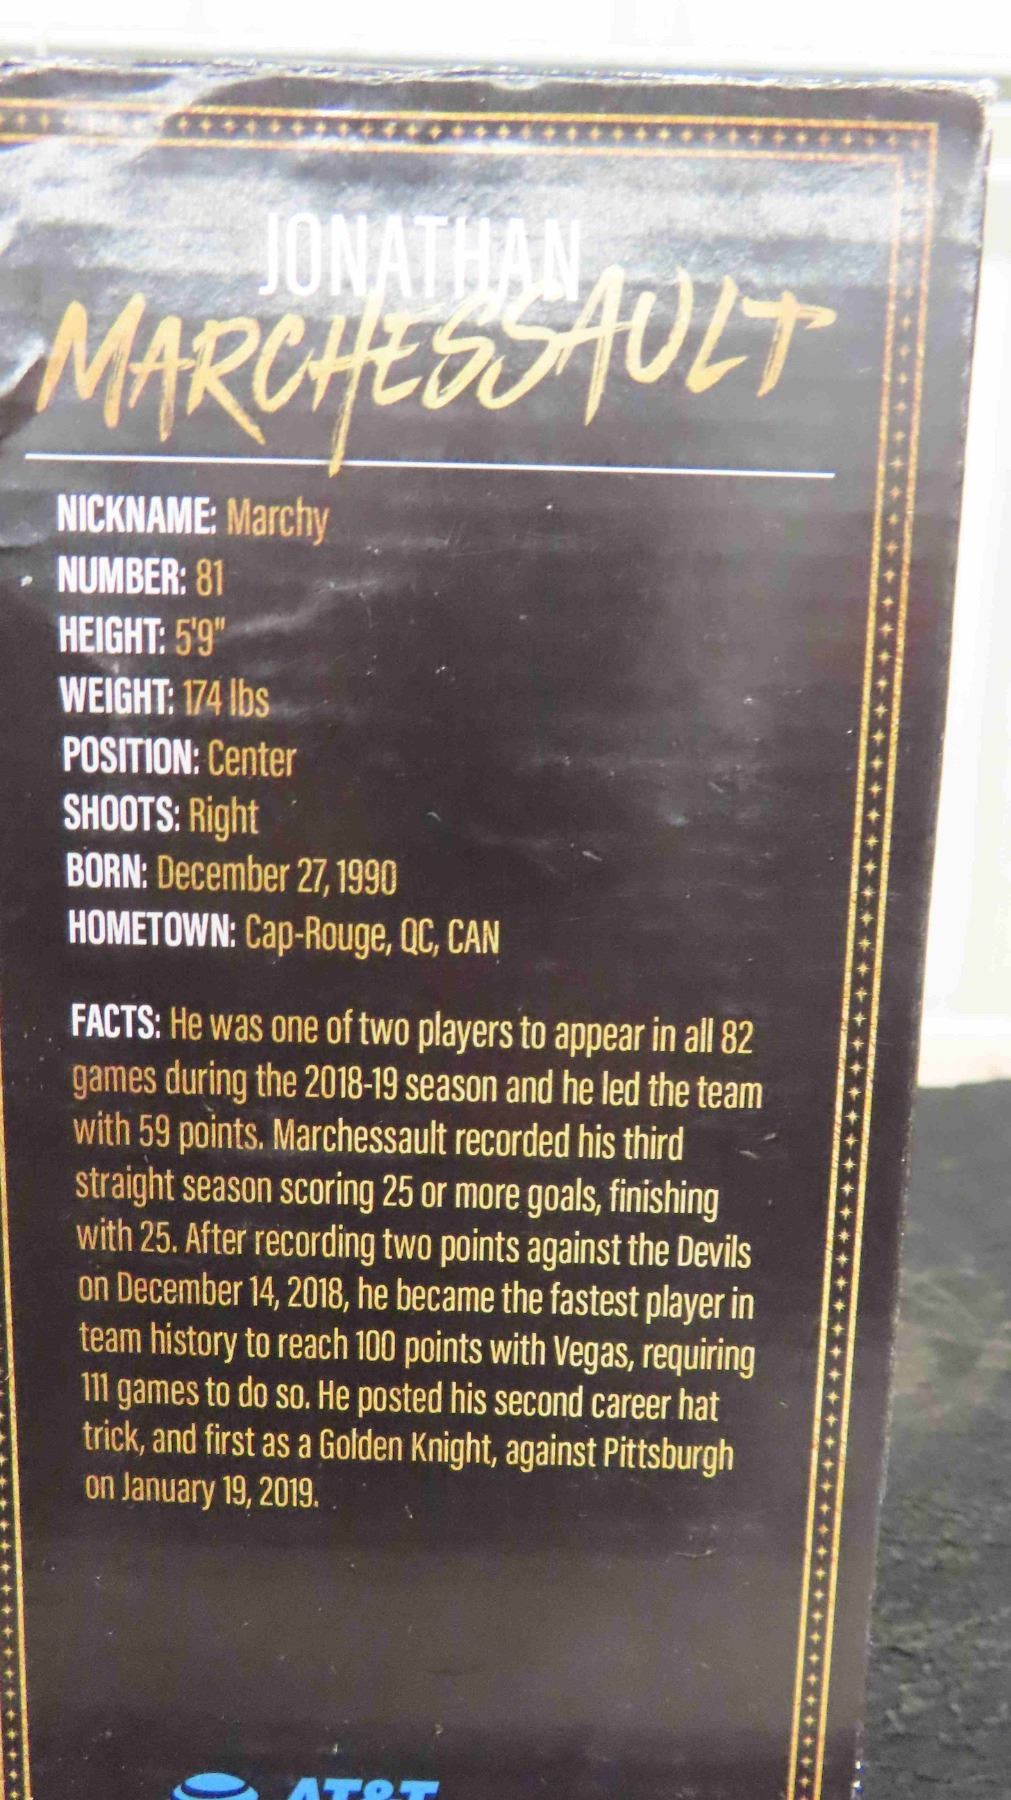 JONATHAN
MARCHESSAULT
NICKNAME: Marchy
NUMBER: 81
HEIGHT: 5'9"
WEIGHT: 174 lbs
POSITION: Center
SHOOTS: Right
BORN: December 27, 1990
HOMETOWN: Cap-Rouge, QC, CAN
FACTS: He was one of two players to appear in all 82
games during the 2018-19 season and he led the team
with 59 points. Marchessault recorded his third
straight season scoring 25 or more goals, finishing
with 25. After recording two points against the Devils
on December 14, 2018, he became the fastest player in
team history to reach 100 points with Vegas, requiring
111 games to do so. He posted his second career hat
trick, and first as a Golden Knight, against Pittsburgh
on January 19, 2019.
AT&T